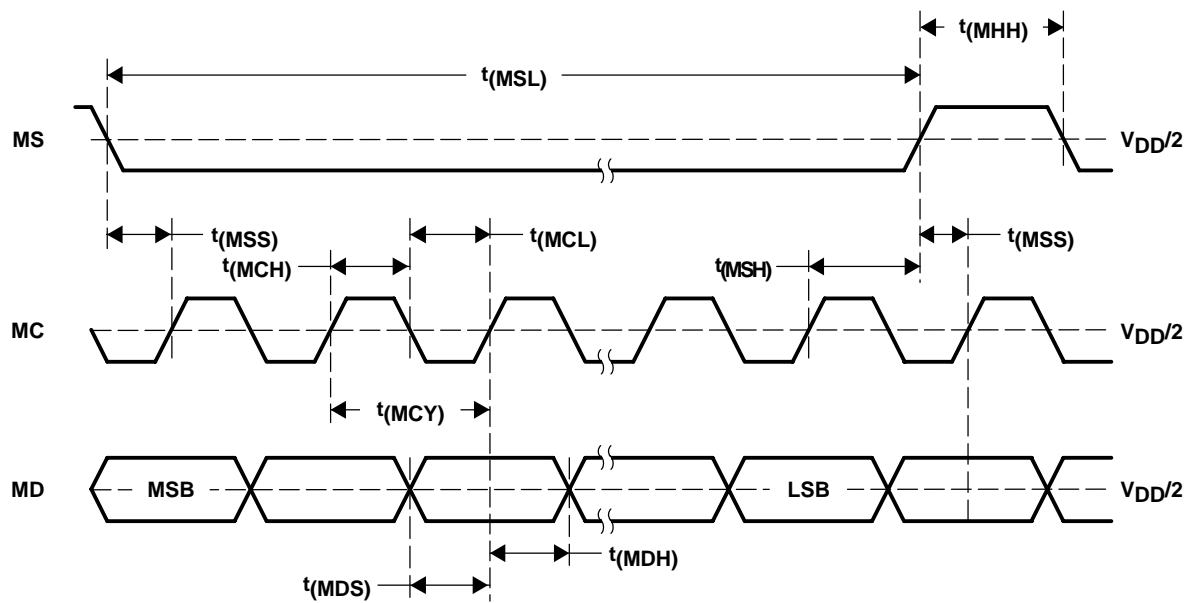 t(MHH)
t(MSL)
MS
VDD/2
t(MSS)
t(MCL)
t(MSS)
t(MCH)
t(MSH)
MC
VDD/2
t(MCY)
MD
MSB
LSB
VDD/2
t(MDH)
t(MDS)